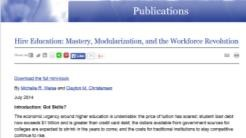 Publications
Hire Education: Mastery, Modularization, and the Workforce Revolution
Download the full mini-book
By Michelle R. Weise and Clayton M. Christensen
July 2014
Introduction: Got Skills?
The economic urgency around higher education is undeniable: the price of tuition has soared; student loan debt
now exceeds $1 trillion and is greater than credit card debt; the dollars available from government sources for
colleges are expected to shrink in the years to come; and the costs for traditional institutions to stay competitive
continue to rise.